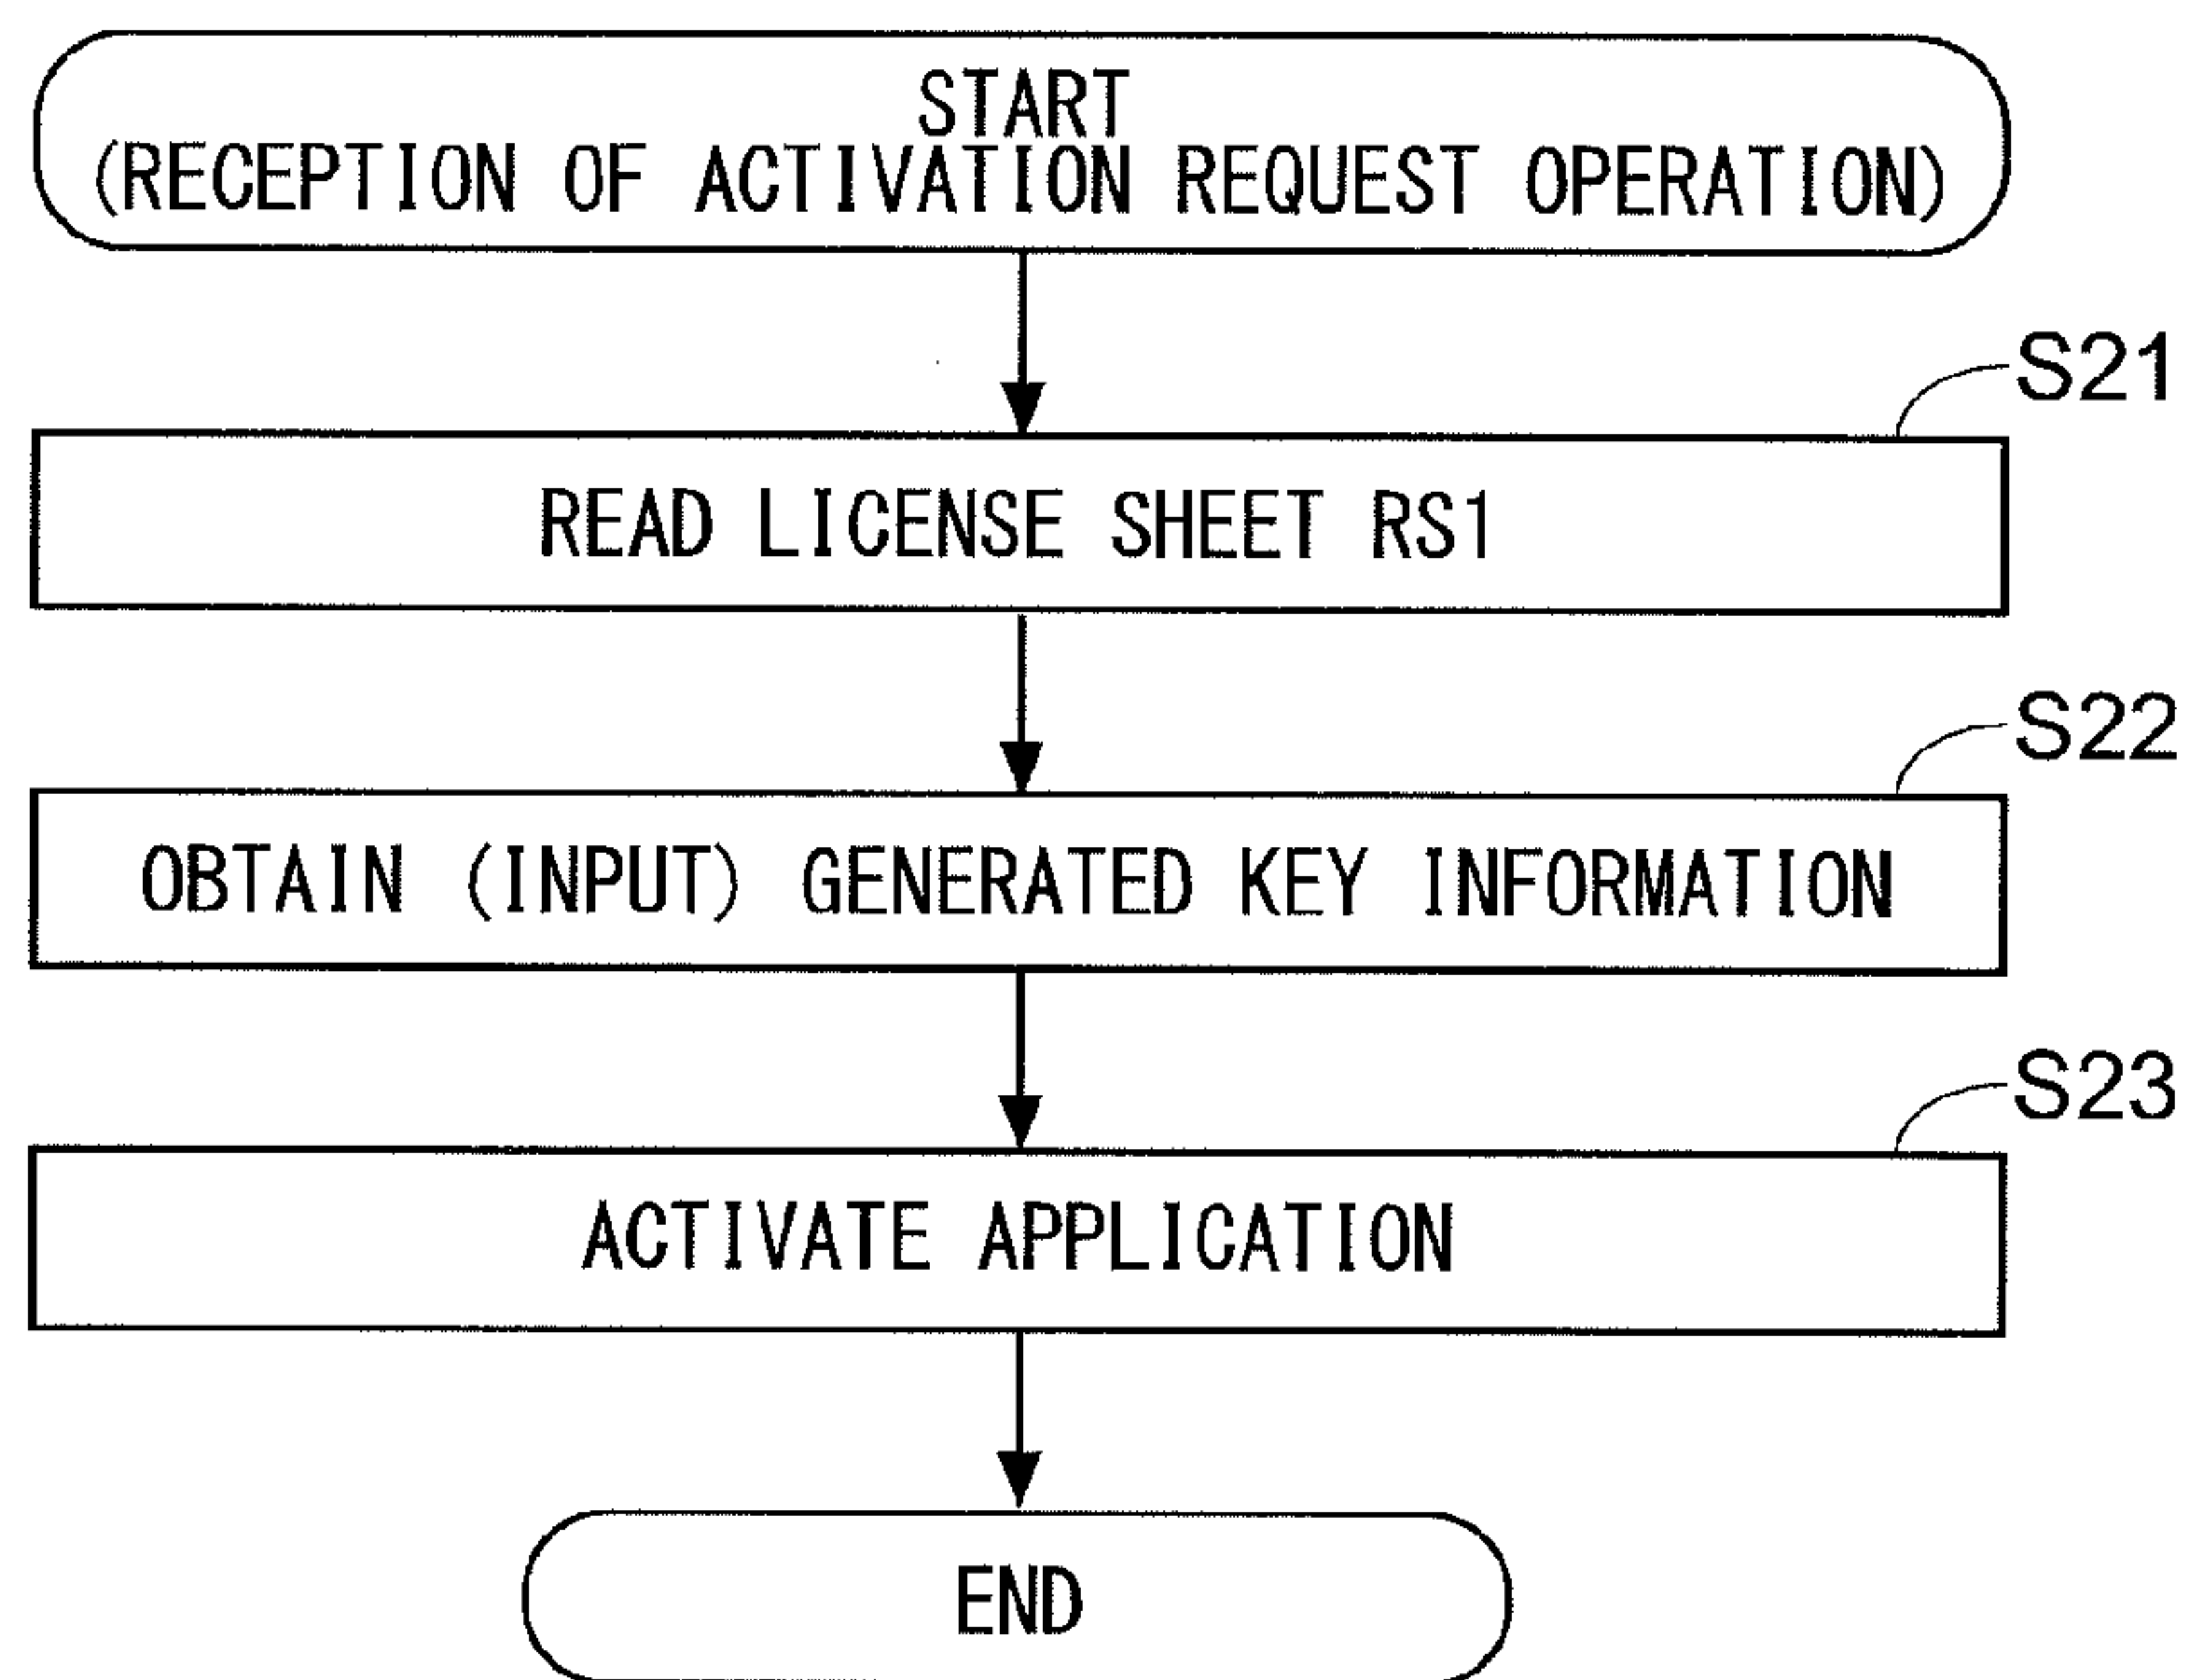 START
(RECEPTION OF ACTIVATION REQUEST OPERATION)
S21
READ LICENSE SHEET RS1
S22
OBTAIN (INPUT) GENERATED KEY INFORMATION
S23
ACTIVATE APPLICATION
END